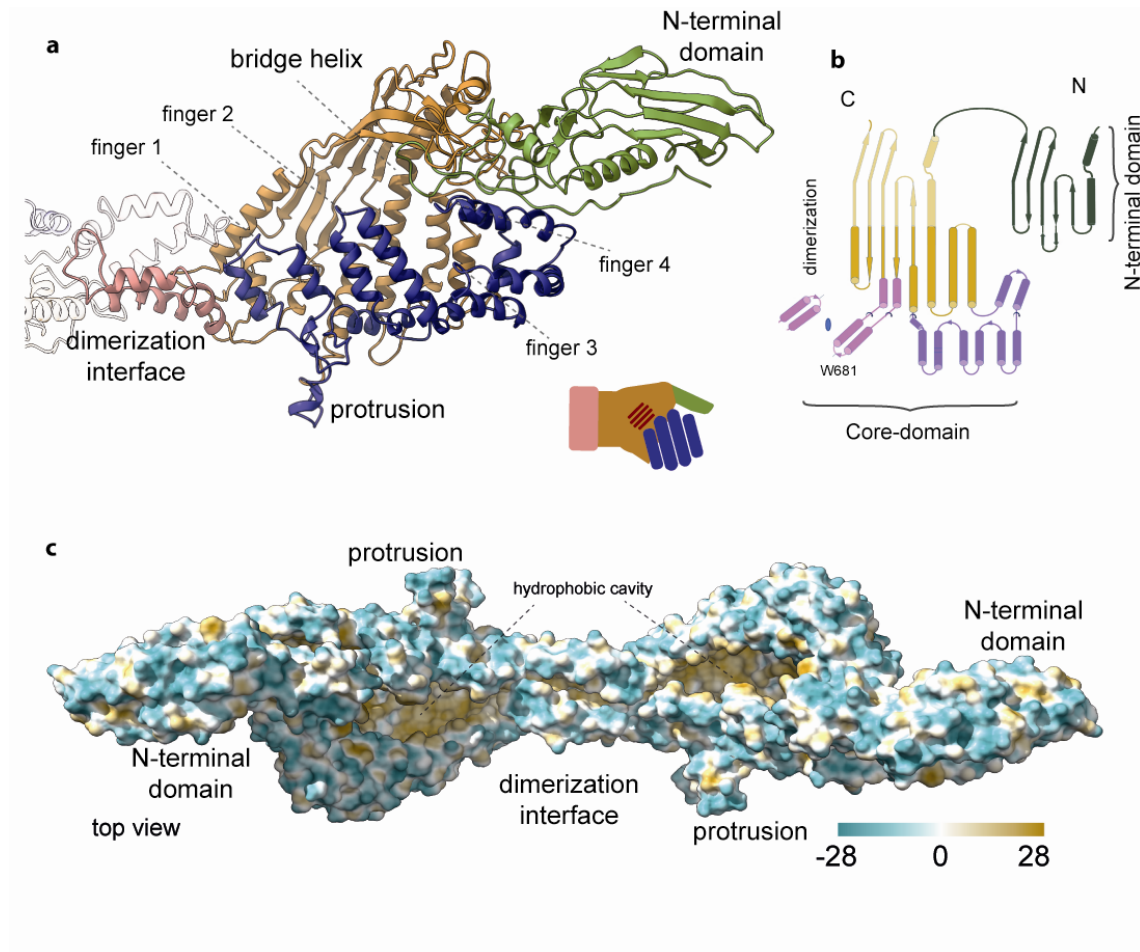 a
N-terminal
domain
bridge helix
finger 2
finger 1
finger 4
finger 3
dimerization
interface
protrusion
b
C
N
dimerization
N-terminal domain
W681
Core-domain
c
protrusion
hydrophobic cavity
N-terminal
domain
N-terminal
domain
dimerization
interface
top view
protrusion
-28 0 28